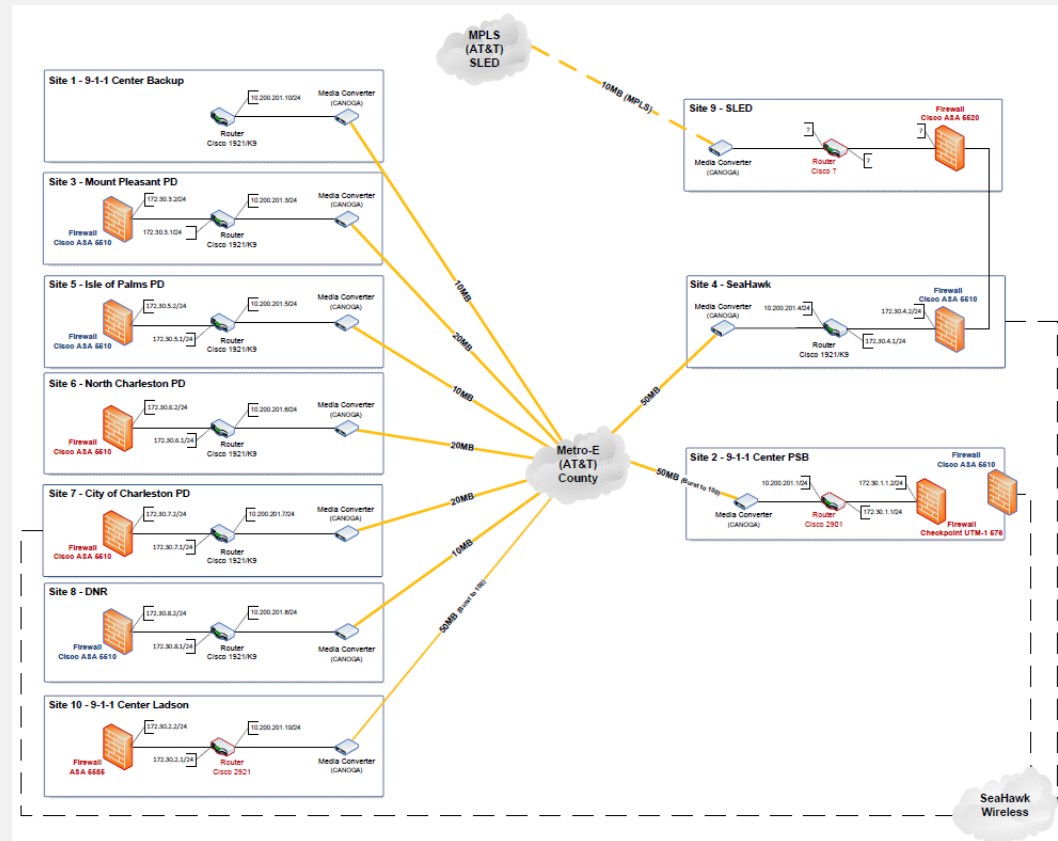 MPLS
(AT&T)
SLED
10MB (MPLS)
Site 1 - 9-1-1 Center Backup
10.200.201.10/24
Media Converter
(CANOGA)
Router
Cisco 1921/K9
Site 3 - Mount Pleasant PD
172.30.3.2/24
10.200.201.3/24
Media Converter
(CANOGA)
Firewall
Cisco ASA 5510
172.30.3.1/24
Router
Cisco 1921/K9
Site 5 - Isle of Palms PD
172.30.5.2/24
10.200.201.5/24
Media Converter
(CANOGA)
Firewall
Cisco ASA 5510
172.30.5.1/24
Router
Cisco 1921/K9
Site 6 - North Charleston PD
172.30.6.2/24
10.200.201.6/24
Media Converter
(CANOGA)
Firewall
Cisco ASA 5510
172.30.6.1/24
Router
Cisco 1921/K9
Site 7 - City of Charleston PD
172.30.7.2/24
10.200.201.7/24
Media Converter
(CANOGA)
Firewall
Cisco ASA 5510
172.30.7.1/24
Router
Cisco 1921/K9
Site 8 - DNR
172.30.8.2/24
10.200.201.8/24
Media Converter
(CANOGA)
Firewall
Cisco ASA 5510
172.30.8.1/24
Router
Cisco 1921/K9
Site 10 - 9-1-1 Center Ladson
172.30.2.2/24
10.200.201.10/24
Media Converter
(CANOGA)
Firewall
ASA 5585
172.30.2.1/24
Router
Cisco 2921
10MB
20MB
10MB
20MB
20MB
10MB
50MB (Burst to 100)
Metro-E
(AT&T)
County
50MB
50MB (Burst to 100)
Site 9 - SLED
Firewall
Cisco ASA 5520
?
?
?
Media Converter
(CANOGA)
Router
Cisco ?
Site 4 - SeaHawk
Firewall
Cisco ASA 5510
Media Converter
(CANOGA)
10.200.201.4/24
172.30.4.2/24
Router
Cisco 1921/K9
172.30.4.1/24
Site 2 - 9-1-1 Center PSB
Firewall
Cisco ASA 5510
10.200.201.1/24
172.30.1.1.2/24
172.30.1.1/24
Media Converter
(CANOGA)
Router
Cisco 2901
Firewall
Checkpoint UTM-1 576
SeaHawk
Wireless